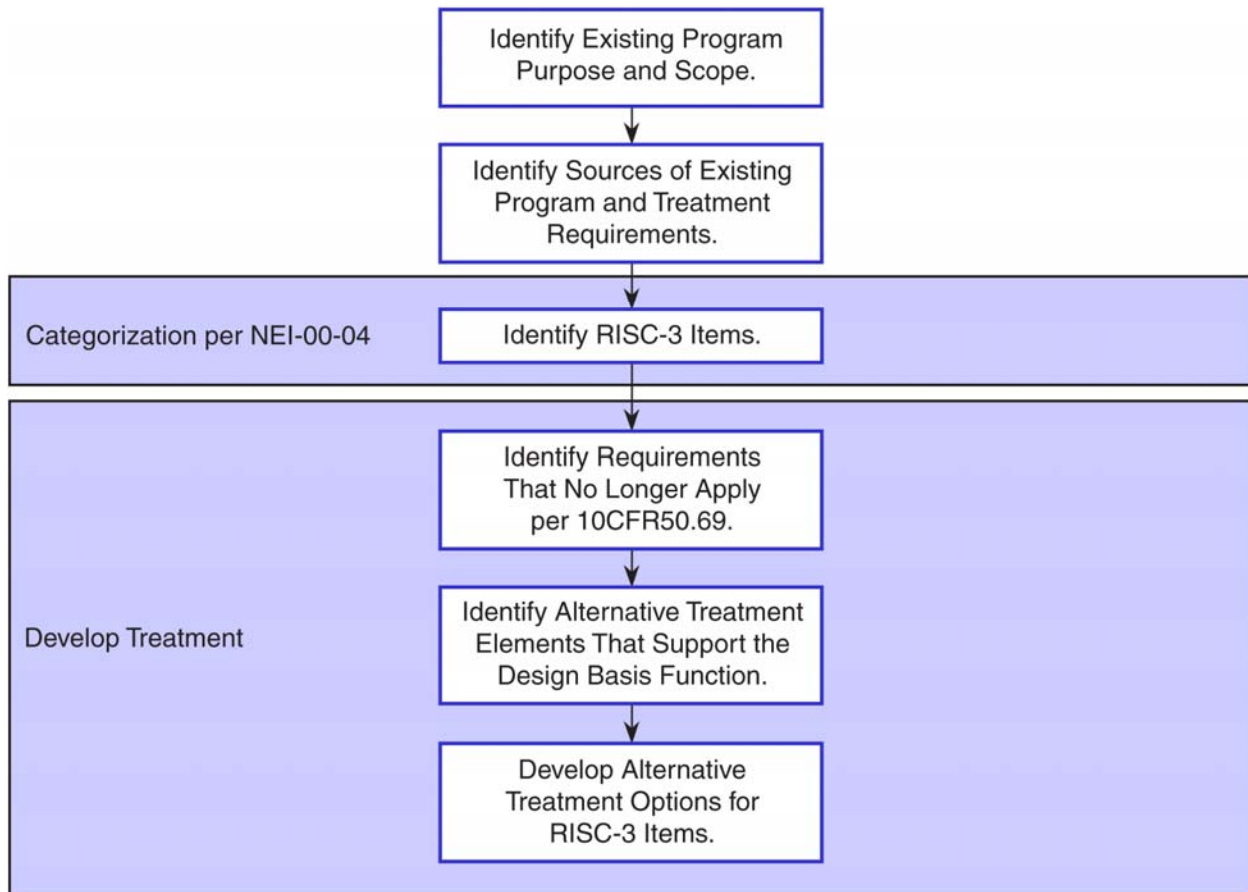 Identify Existing Program
Purpose and Scope.
Identify Sources of Existing
Program and Treatment
Requirements.
Categorization per NEI-00-04
Identify RISC-3 Items.
Identify Requirements
That No Longer Apply
per 10CFR50.69.
Develop Treatment
Identify Alternative Treatment
Elements That Support the
Design Basis Function.
Develop Alternative
Treatment Options for
RISC-3 Items.